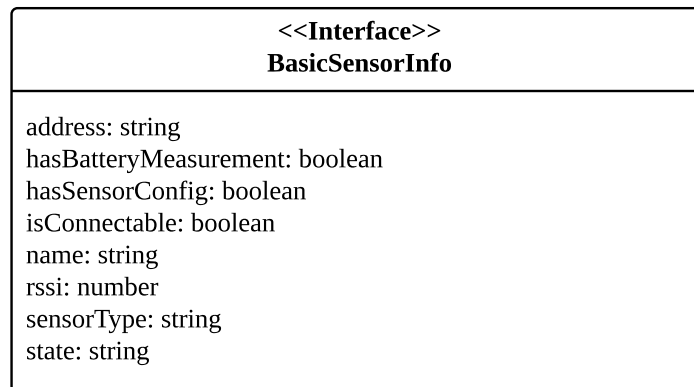 <<Interface>>
BasicSensorInfo
address: string
hasBatteryMeasurement: boolean
hasSensorConfig: boolean
isConnectable: boolean
name: string
rssi: number
sensorType: string
state: string